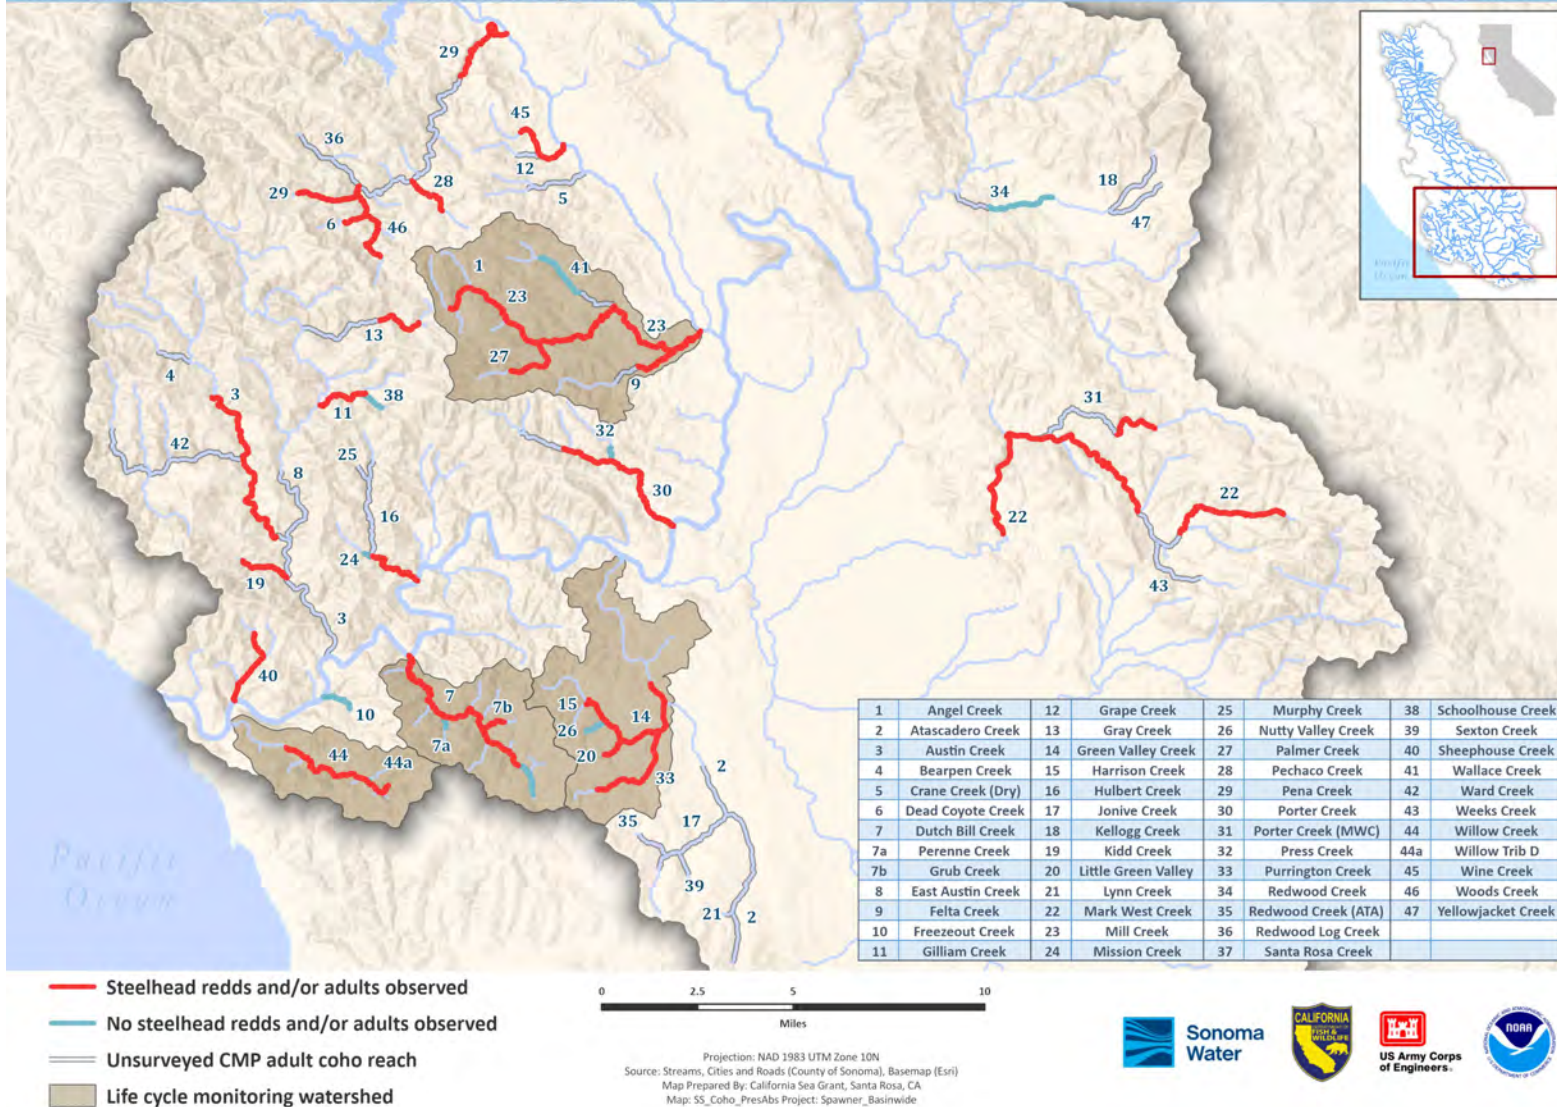 29
45
36
12
18
34
28
5
29
47
6
46
1
41
23
23
13
27
4
9
3
38
11
31
32
42
25
8
30
22
22
16
24
43
19
3
40
7
15
14
7b
10
26
7a
20
44
44a
33
2
35
17
39
21
2
Pacific
Ocean
Pacific
Ocean
1 Angel Creek 12 Grape Creek 25 Murphy Creek 38 Schoolhouse Creek
2 Atascadero Creek 13 Gray Creek 26 Nutty Valley Creek 39 Sexton Creek
3 Austin Creek 14 Green Valley Creek 27 Palmer Creek 40 Sheephouse Creek
4 Bearpen Creek 15 Harrison Creek 28 Pechaco Creek 41 Wallace Creek
5 Crane Creek (Dry) 16 Hulbert Creek 29 Pena Creek 42 Ward Creek
6 Dead Coyote Creek 17 Jonive Creek 30 Porter Creek 43 Weeks Creek
7 Dutch Bill Creek 18 Kellogg Creek 31 Porter Creek (MWC) 44 Willow Creek
7a Perenne Creek 19 Kidd Creek 32 Press Creek 44a Willow Trib D
7b Grub Creek 20 Little Green Valley 33 Purrington Creek 45 Wine Creek
8 East Austin Creek 21 Lynn Creek 34 Redwood Creek 46 Woods Creek
9 Felta Creek 22 Mark West Creek 35 Redwood Creek (ATA) 47 Yellowjacket Creek
10 Freezeout Creek 23 Mill Creek 36 Redwood Log Creek
11 Gilliam Creek 24 Mission Creek 37 Santa Rosa Creek
Steelhead redds and/or adults observed
No steelhead redds and/or adults observed
Unsurveyed CMP adult coho reach
Life cycle monitoring watershed
0 2.5 5 10
Miles
Projection: NAD 1983 UTM Zone 10N
Source: Streams, Cities and Roads (County of Sonoma), Basemap (Esri)
Map Prepared By: California Sea Grant, Santa Rosa, CA
Map: SS_Coho_PresAbs Project: Spawner_Basinwide
Sonoma
Water
CALIFORNIA
FISH &
WILDLIFE
US Army Corps
of Engineers.
NOAA